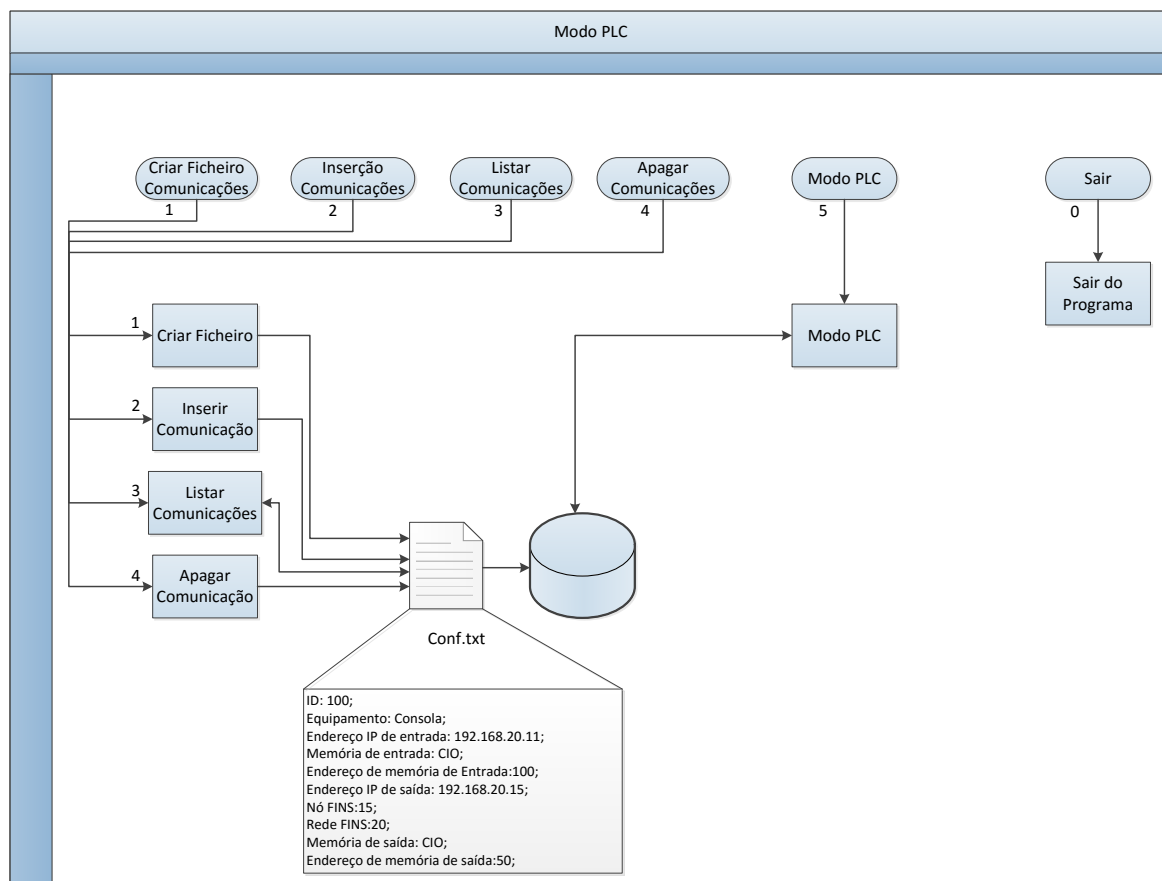 Modo PLC
Criar Ficheiro
Comunicações
Inserção
Comunicações
Listar
Comunicações
Apagar
Comunicações
Modo PLC
Sair
1
2
3
4
5
0
Sair do
Programa
1
Criar Ficheiro
Modo PLC
2
Inserir
Comunicação
3
Listar
Comunicações
4
Apagar
Comunicação
Conf.txt
ID: 100;
Equipamento: Consola;
Endereço IP de entrada: 192.168.20.11;
Memória de entrada: CIO;
Endereço de memória de Entrada:100;
Endereço IP de saída: 192.168.20.15;
Nó FINS:15;
Rede FINS:20;
Memória de saída: CIO;
Endereço de memória de saída:50;